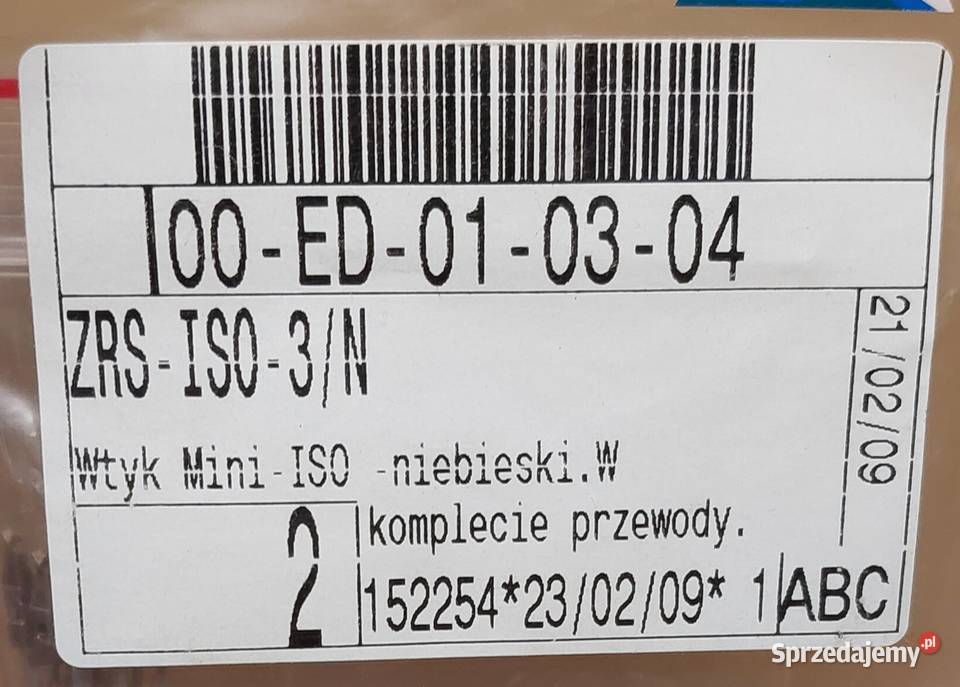 00-ED-01-03-04
ZRS-ISO-3/N
21/02/09
Wtyk Mini-ISO -niebieski.W
komplecie przewody.
2
152254*23/02/09* 1
ABC
Sprzedajemy.pl